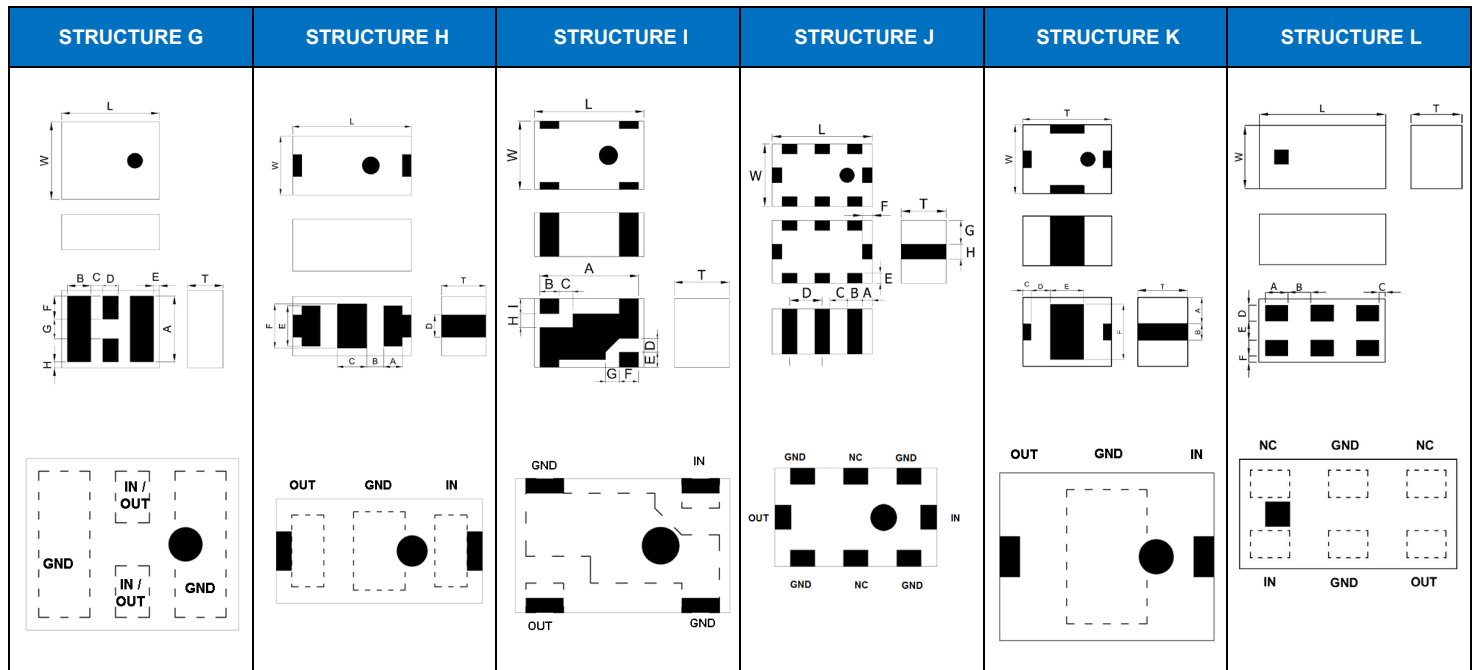 STRUCTURE G
STRUCTURE H
STRUCTURE I
STRUCTURE J
STRUCTURE K
STRUCTURE L
L
W
B
C
D
E
T
F
G
H
A
IN /
OUT
GND
IN /
OUT
GND
L
W
T
F
E
D
C
B
A
OUT
GND
IN
L
W
A
T
B
C
I
H
D
E
G
F
GND
IN
OUT
GND
L
W
F
T
G
H
E
D
C
B
A
GND
NC
GND
OUT
IN
GND
NC
GND
T
W
C
D
E
T
F
A
B
OUT
GND
IN
L
T
W
A
B
C
D
E
F
NC
GND
NC
IN
GND
OUT